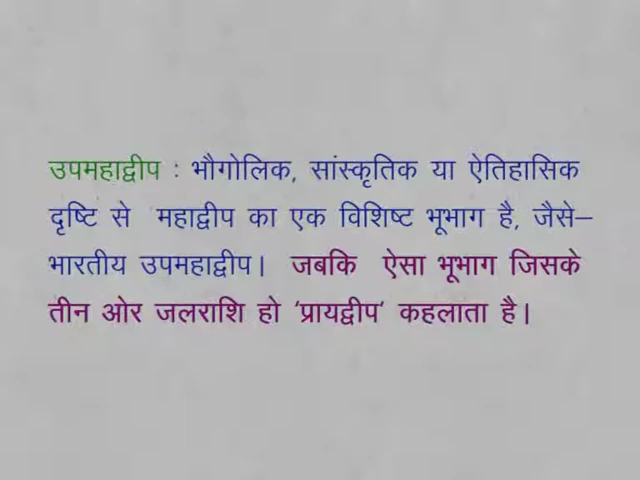 उपमहाद्वीप : भौगोलिक, सांस्कृतिक या ऐतिहासिक
दृष्टि से महाद्वीप का एक विशिष्ट भूभाग है, जैसे–
भारतीय उपमहाद्वीप। जबकि ऐसा भूभाग जिसके
तीन ओर जलराशि हो 'प्रायद्वीप' कहलाता है।